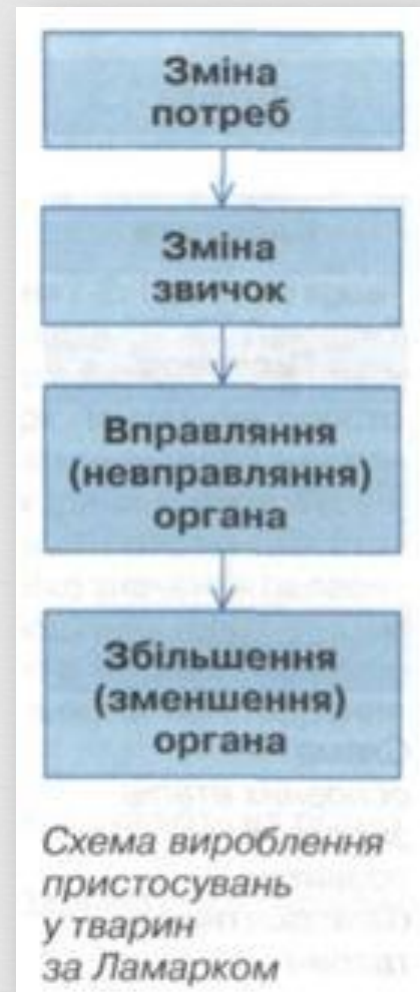 Зміна
потреб
Зміна
звичок
Вправляння
(невправляння)
органа
Збільшення
(зменшення)
органа
Схема вироблення
пристосувань
у тварин
за Ламарком